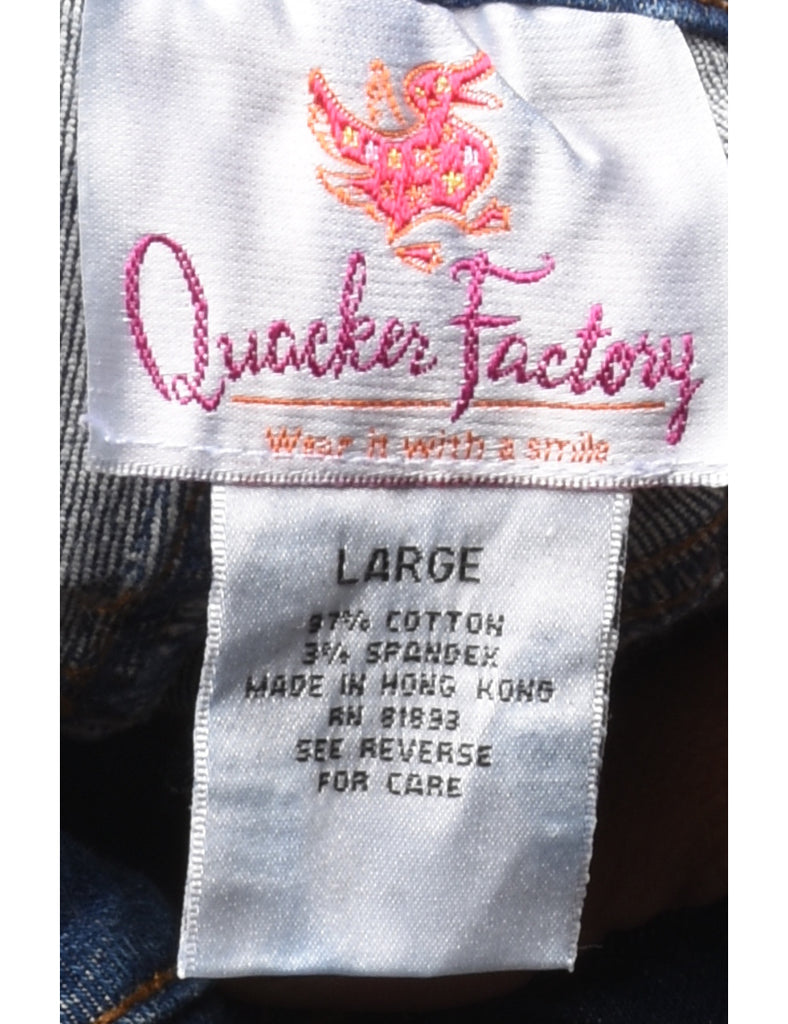 Quacker Factory
Wear it with a smile
LARGE
97% COTTON
3% SPANDEX
MADE IN HONG KONG
RN 81893
SEE REVERSE
FOR CARE